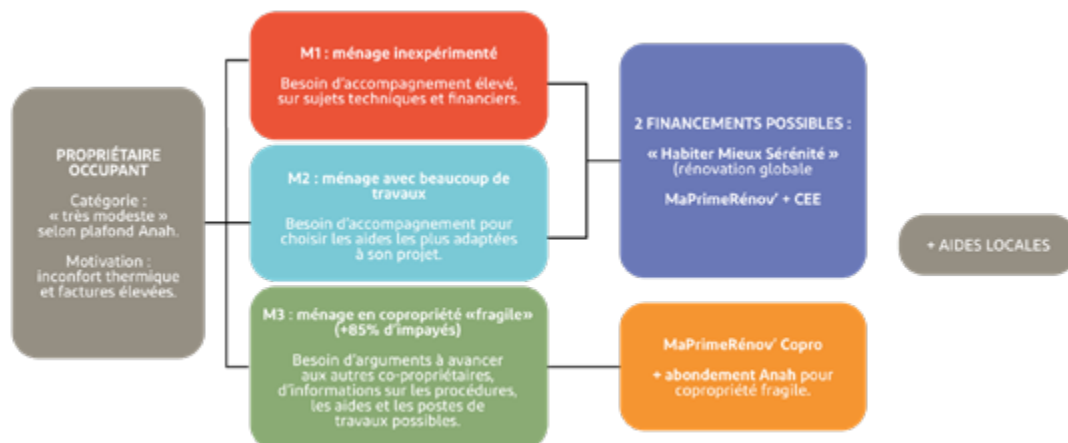 PROPRIÉTAIRE
OCCUPANT
Catégorie :
« très modeste »
selon plafond Anah.
Motivation :
inconfort thermique
et factures élevées.
M1 : ménage inexpérimenté
Besoin d'accompagnement élevé,
sur sujets techniques et financiers.
M2 : ménage avec beaucoup de
travaux
Besoin d'accompagnement pour
choisir les aides les plus adaptées
à son projet.
M3 : ménage en copropriété «fragile»
(+85% d'impayés)
Besoin d'arguments à avancer
aux autres co-propriétaires,
d'informations sur les procédures,
les aides et les postes de
travaux possibles.
2 FINANCEMENTS POSSIBLES :
« Habiter Mieux Sérénité »
(rénovation globale
MaPrimeRénov' + CEE
MaPrimeRénov' Copro
+ abondement Anah pour
copropriété fragile.
+ AIDES LOCALES